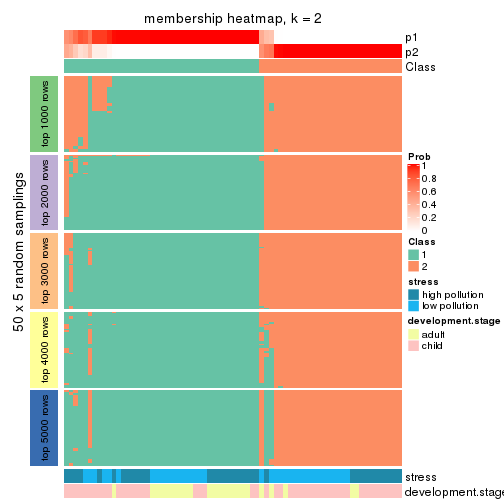 membership heatmap, k = 2
p1
p2
Class
50 x 5 random samplings
top 1000 rows
top 2000 rows
top 3000 rows
top 4000 rows
top 5000 rows
stress
development.stage
Prob
1
0.8
0.6
0.4
0.2
0
Class
1
2
stress
high pollution
low pollution
development.stage
adult
child